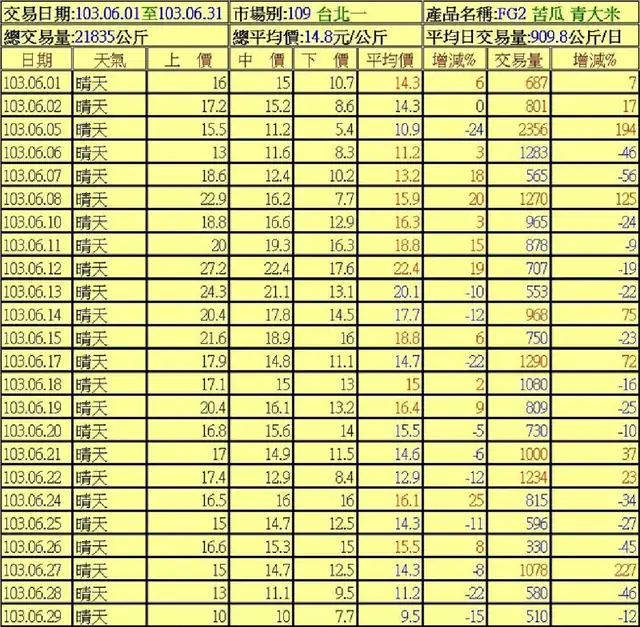 交易日期:103.06.01至103.06.31 市場別:109 台北一 產品名稱:FG2 苦瓜 青大米
總交易量:21835公斤 總平均價:14.8元/公斤 平均日交易量:909.8公斤/日
日期 天氣 上 價 中 價 下 價 平均價 增減% 交易量 增減%
103.06.01 晴天 16 15 10.7 14.3 6 687 7
103.06.02 晴天 17.2 15.2 8.6 14.3 0 801 17
103.06.05 晴天 15.5 11.2 5.4 10.9 -24 2356 194
103.06.06 晴天 13 11.6 8.3 11.2 3 1283 -46
103.06.07 晴天 18.6 12.4 10.2 13.2 18 565 -56
103.06.08 晴天 22.9 16.2 7.7 15.9 20 1270 125
103.06.10 晴天 18.8 16.6 12.9 16.3 3 965 -24
103.06.11 晴天 20 19.3 16.3 18.8 15 878 -9
103.06.12 晴天 27.2 22.4 17.6 22.4 19 707 -19
103.06.13 晴天 24.3 21.1 13.1 20.1 -10 553 -22
103.06.14 晴天 20.4 17.8 14.5 17.7 -12 968 75
103.06.15 晴天 21.6 18.9 16 18.8 6 750 -23
103.06.17 晴天 17.9 14.8 11.1 14.7 -22 1290 72
103.06.18 晴天 17.1 15 13 15 2 1080 -16
103.06.19 晴天 20.4 16.1 13.2 16.4 9 809 -25
103.06.20 晴天 16.8 15.6 14 15.5 -5 730 -10
103.06.21 晴天 17 14.9 11.5 14.6 -6 1000 37
103.06.22 晴天 17.4 12.9 8.4 12.9 -12 1234 23
103.06.24 晴天 16.5 16 16 16.1 25 815 -34
103.06.25 晴天 15 14.7 12.5 14.3 -11 596 -27
103.06.26 晴天 16.6 15.3 15 15.5 8 330 -45
103.06.27 晴天 15 14.7 12.5 14.3 -8 1078 227
103.06.28 晴天 13 11.1 9.5 11.2 -22 580 -46
103.06.29 晴天 10 10 7.7 9.5 -15 510 -12